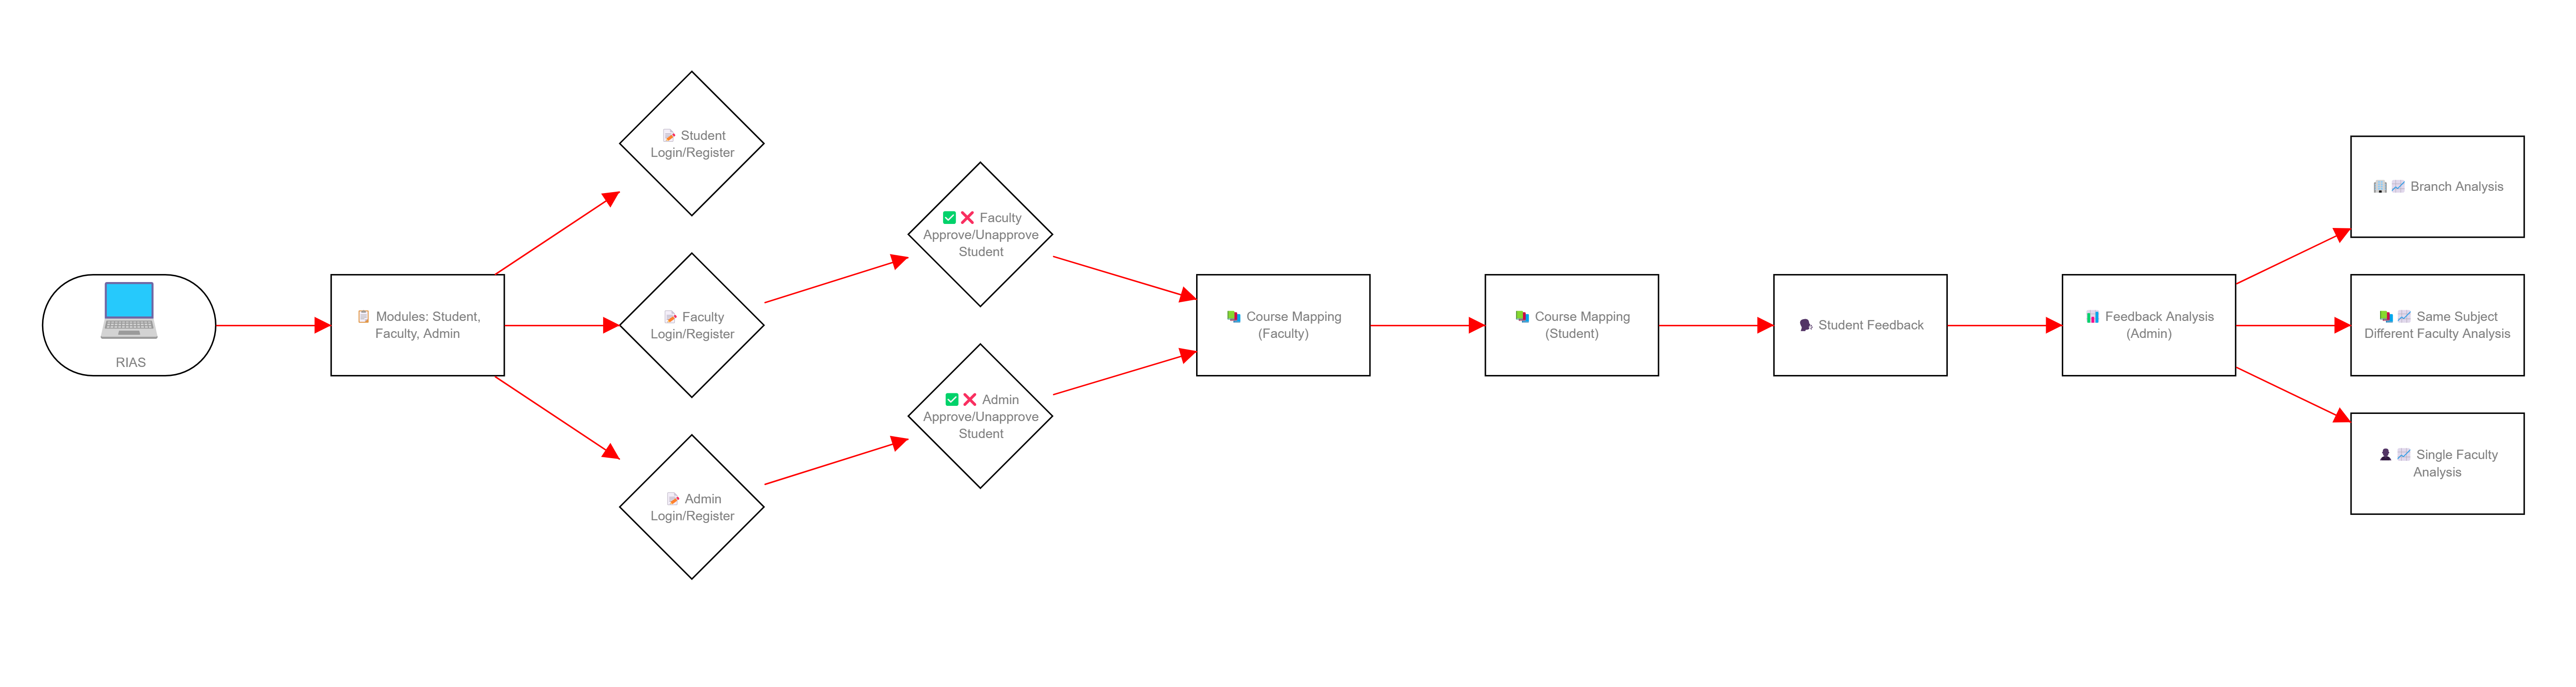 RIAS
📋 Modules: Student,
Faculty, Admin
📝 Student
Login/Register
📝 Faculty
Login/Register
📝 Admin
Login/Register
✅ ❌ Faculty
Approve/Unapprove
Student
✅ ❌ Admin
Approve/Unapprove
Student
📚 Course Mapping
(Faculty)
📚 Course Mapping
(Student)
🗣 Student Feedback
📊 Feedback Analysis
(Admin)
🏢 📈 Branch Analysis
📚 📈 Same Subject
Different Faculty Analysis
👤 📈 Single Faculty
Analysis